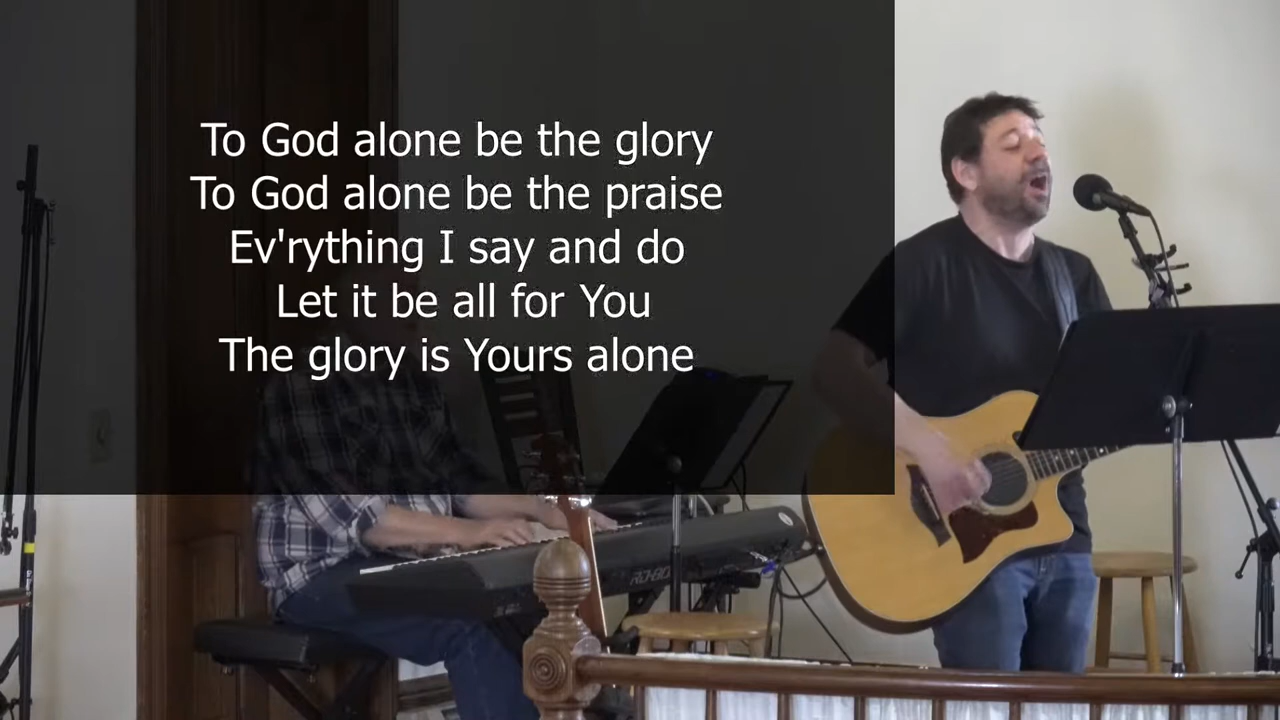 To God alone be the glory
To God alone be the praise
Ev'rything I say and do
Let it be all for You
The glory is Yours alone